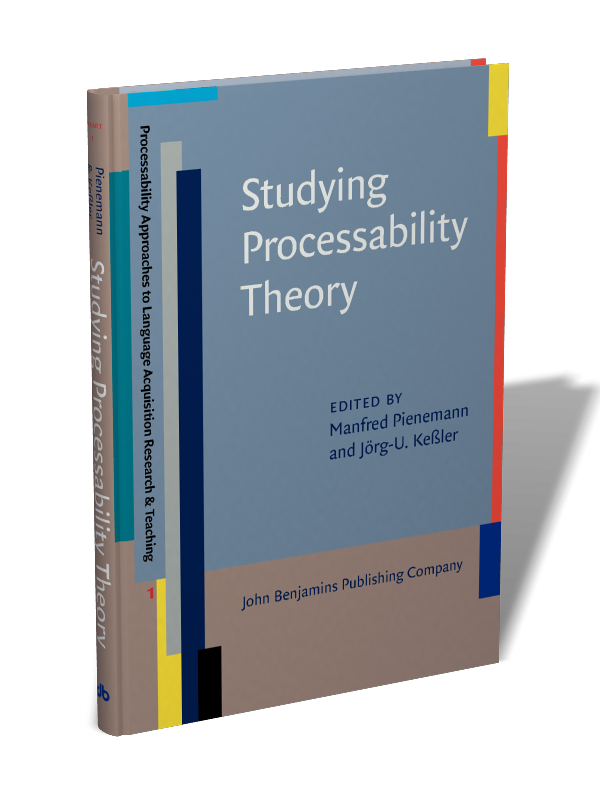 Studying
Processability
Theory
EDITED BY
Manfred Pienemann
and Jörg-U. Keßler
John Benjamins Publishing Company
Processability Approaches to Language Acquisition Research & Teaching
1
Pienemann
& Keßler
Studying Processability Theory